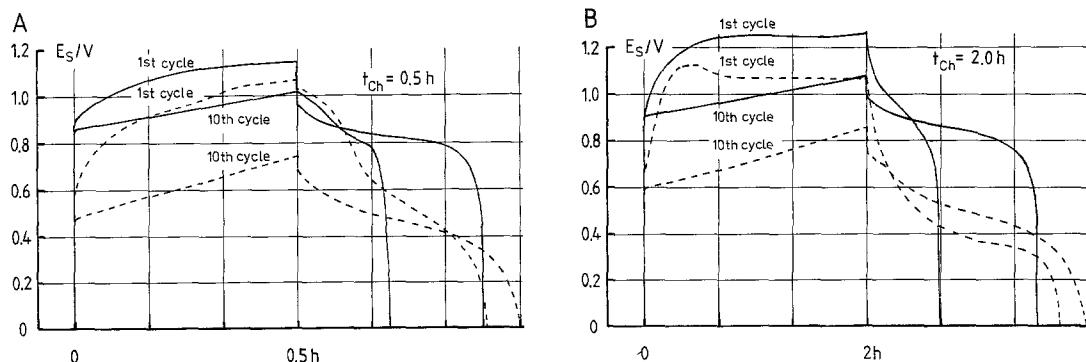 A
E_S/V
1.2
1.0
0.8
0.6
0.4
0.2
0
1st cycle
1st cycle
10th cycle
10th cycle
t_Ch = 0.5 h
0
0.5 h
B
E_S/V
1.2
1.0
0.8
0.6
0.4
0.2
0
1st cycle
1st cycle
10th cycle
10th cycle
t_Ch = 2.0 h
0
2h